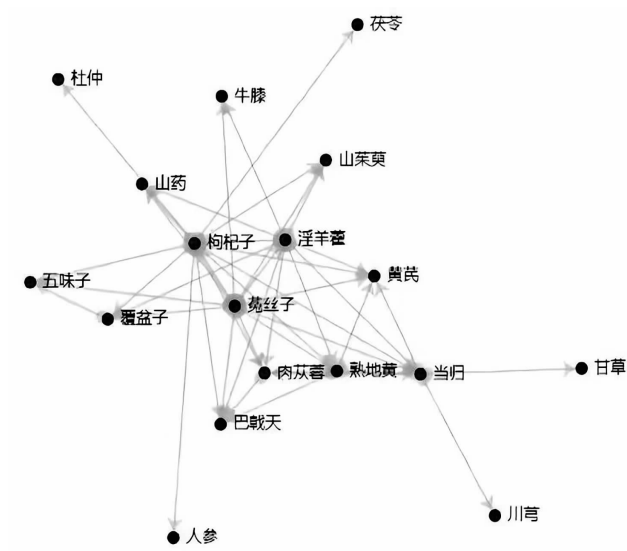 茯苓
杜仲
牛膝
山茱萸
山药
枸杞子
淫羊藿
黄芪
五味子
菟丝子
覆盆子
肉苁蓉
熟地黄
当归
甘草
巴戟天
川芎
人参